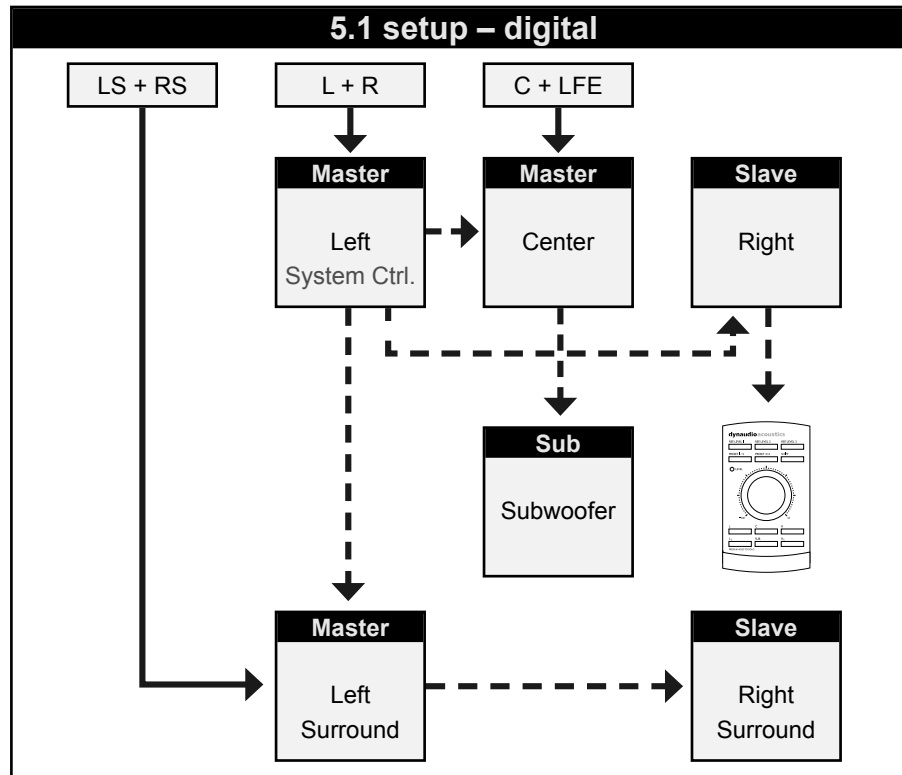 5.1 setup – digital
LS + RS
L + R
C + LFE
Master
Left
System Ctrl.
Master
Center
Slave
Right
Sub
Subwoofer
dynaudioacoustics
Master
Left
Surround
Slave
Right
Surround